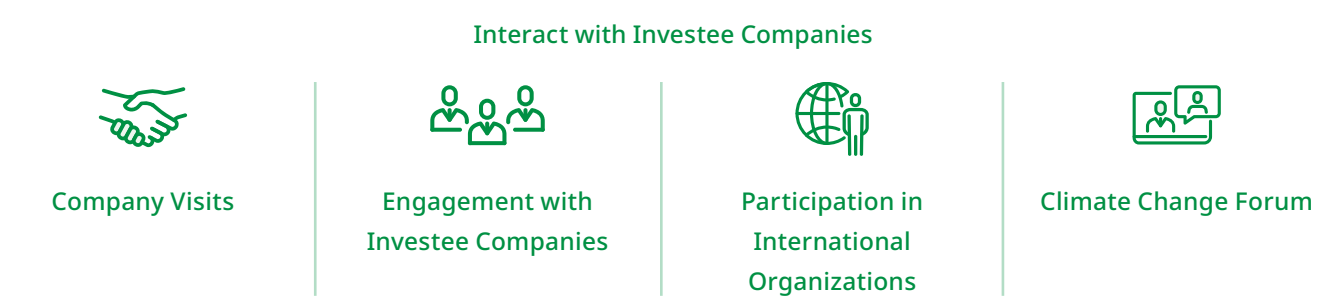 Interact with Investee Companies
Company Visits
Engagement with
Investee Companies
Participation in
International
Organizations
Climate Change Forum